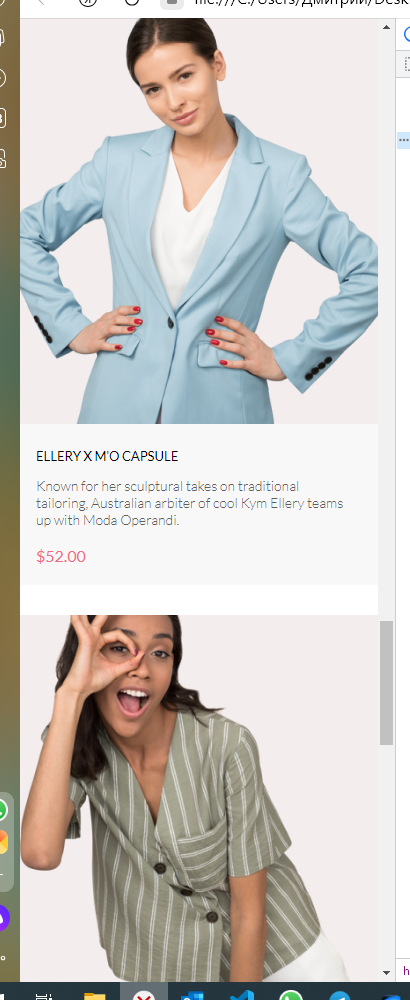 file:///C:/Users/Дмитрий/Desk
ELLERY X M'O CAPSULE
Known for her sculptural takes on traditional
tailoring, Australian arbiter of cool Kym Ellery teams
up with Moda Operandi.
$52.00